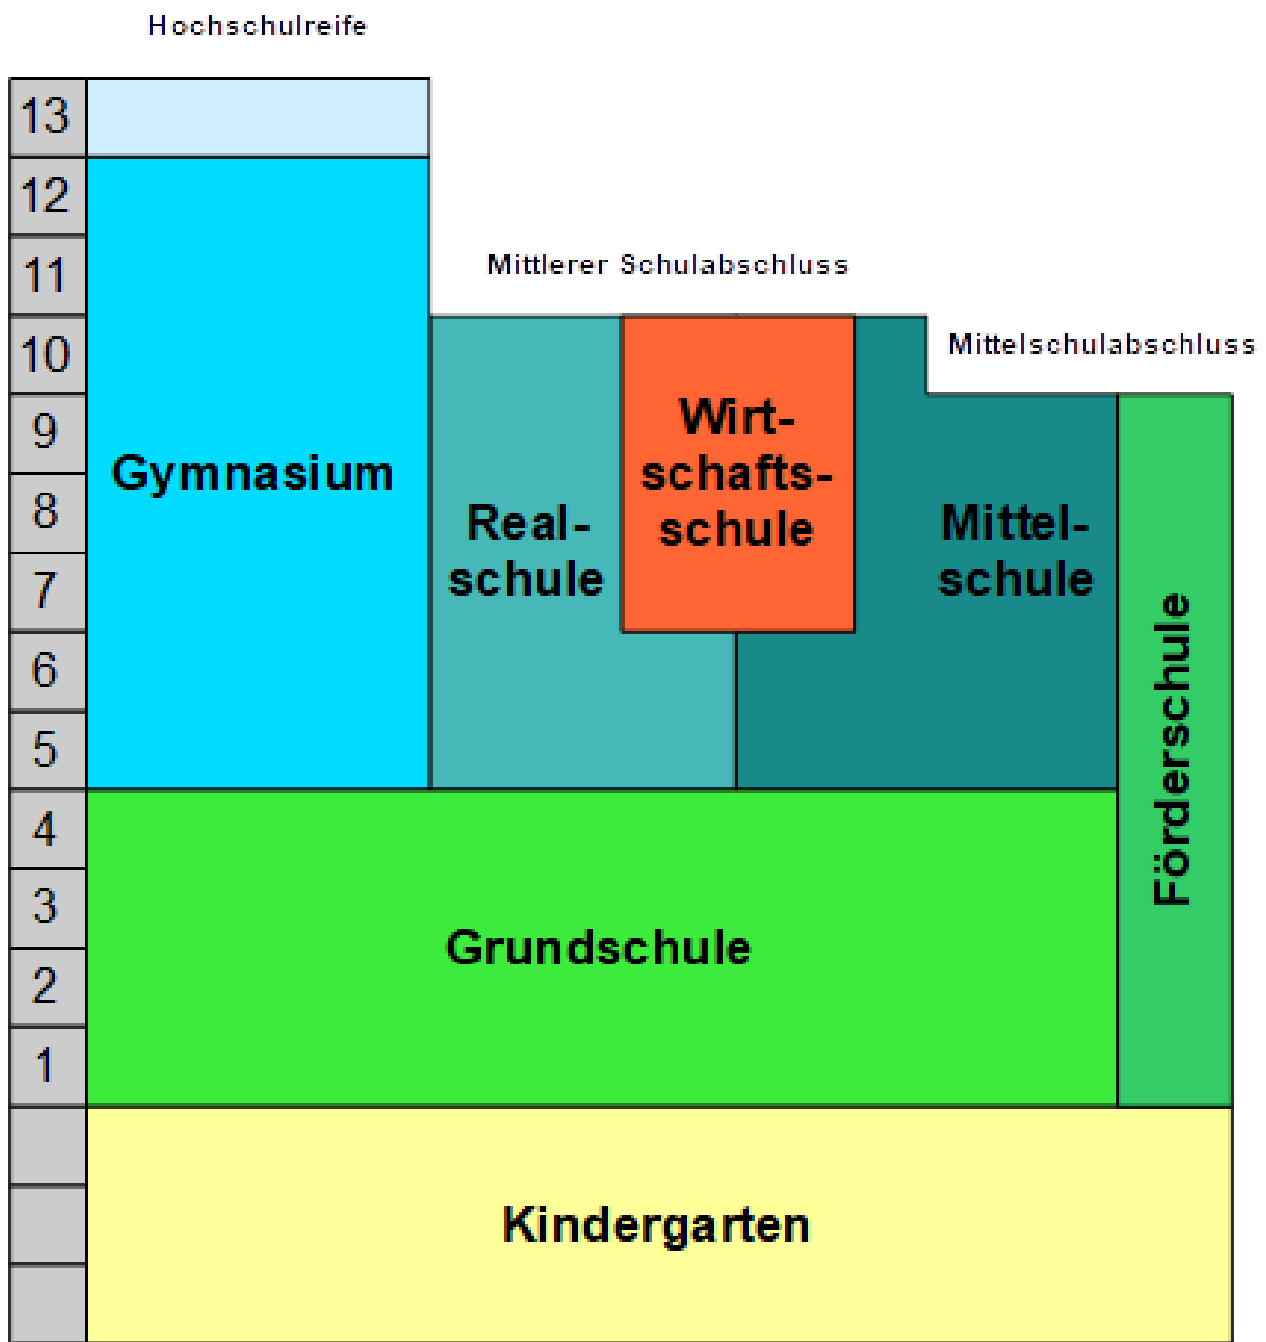 Hochschulreife
13
12
11
Mittlerer Schulabschluss
10
Mittelschulabschluss
9
Wirt-
schafts-
schule
Gymnasium
8
Real-
schule
Mittel-
schule
7
6
Förderschule
5
4
3
Grundschule
2
1
Kindergarten